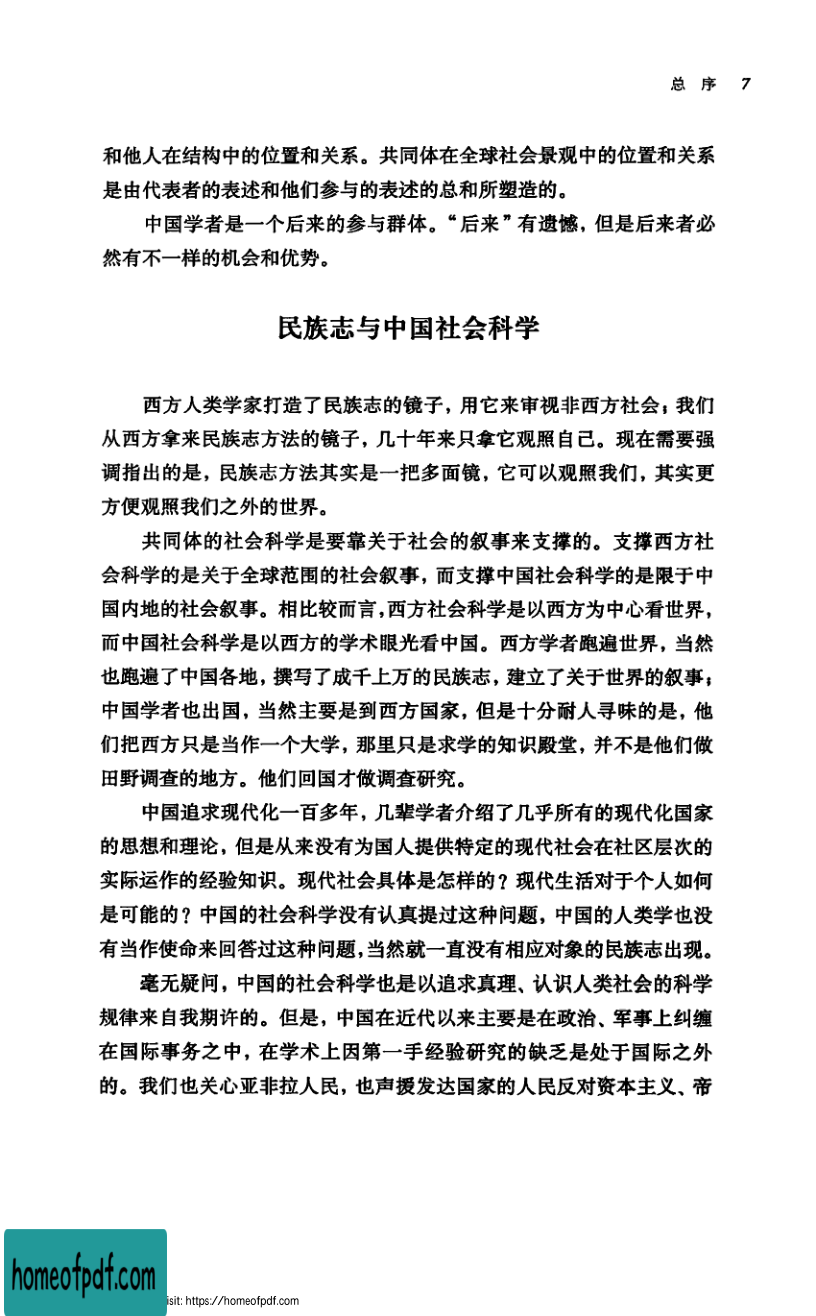 总 序 7
和他人在结构中的位置和关系。共同体在全球社会景观中的位置和关系
是由代表者的表述和他们参与的表述的总和所塑造的。
中国学者是一个后来的参与群体。“后来”有遗憾，但是后来者必
然有不一样的机会和优势。
民族志与中国社会科学
西方人类学家打造了民族志的镜子，用它来审视非西方社会；我们
从西方拿来民族志方法的镜子，几十年来只拿它观照自己。现在需要强
调指出的是，民族志方法其实是一把多面镜，它可以观照我们，其实更
方便观照我们之外的世界。
共同体的社会科学是要靠关于社会的叙事来支撑的。支撑西方社
会科学的是关于全球范围的社会叙事，而支撑中国社会科学的是限于中
国内地的社会叙事。相比较而言，西方社会科学是以西方为中心看世界，
而中国社会科学是以西方的学术眼光看中国。西方学者跑遍世界，当然
也跑遍了中国各地，撰写了成千上万的民族志，建立了关于世界的叙事；
中国学者也出国，当然主要是到西方国家，但是十分耐人寻味的是，他
们把西方只是当作一个大学，那里只是求学的知识殿堂，并不是他们做
田野调查的地方。他们回国才做调查研究。
中国追求现代化一百多年，几辈学者介绍了几乎所有的现代化国家
的思想和理论，但是从来没有为国人提供特定的现代社会在社区层次的
实际运作的经验知识。现代社会具体是怎样的？现代生活对于个人如何
是可能的？中国的社会科学没有认真提过这种问题，中国的人类学也没
有当作使命来回答过这种问题，当然就一直没有相应对象的民族志出现。
毫无疑问，中国的社会科学也是以追求真理、认识人类社会的科学
规律来自我期许的。但是，中国在近代以来主要是在政治、军事上纠缠
在国际事务之中，在学术上因第一手经验研究的缺乏是处于国际之外
的。我们也关心亚非拉人民，也声援发达国家的人民反对资本主义、帝
homeofpdf.com
isit: https://homeofpdf.com